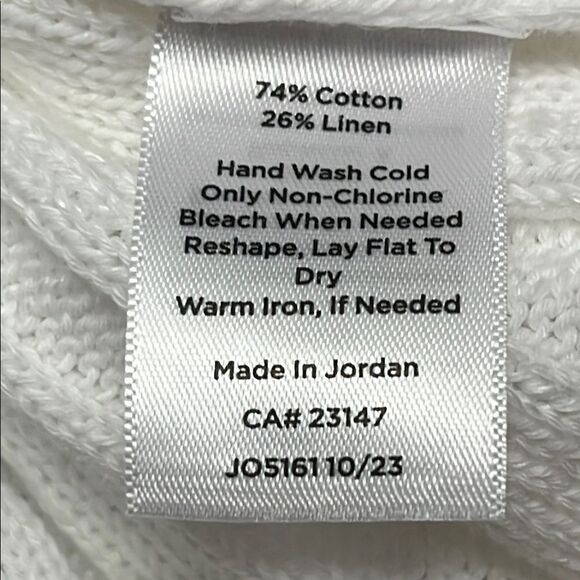 74% Cotton
26% Linen
Hand Wash Cold
Only Non-Chlorine
Bleach When Needed
Reshape, Lay Flat To
Dry
Warm Iron, If Needed
Made In Jordan
CA# 23147
JO5161 10/23